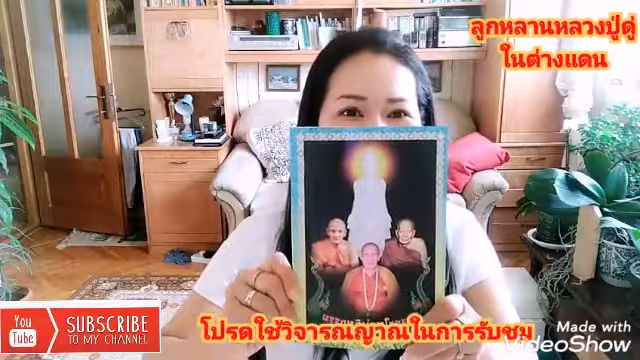 ลูกหลานหลวงปู่ดู่
ในต่างแดน
โปรดใช้วิจารณญาณในการรับชม
You
Tube
SUBSCRIBE
TO MY CHANNEL
Made with
VideoShow